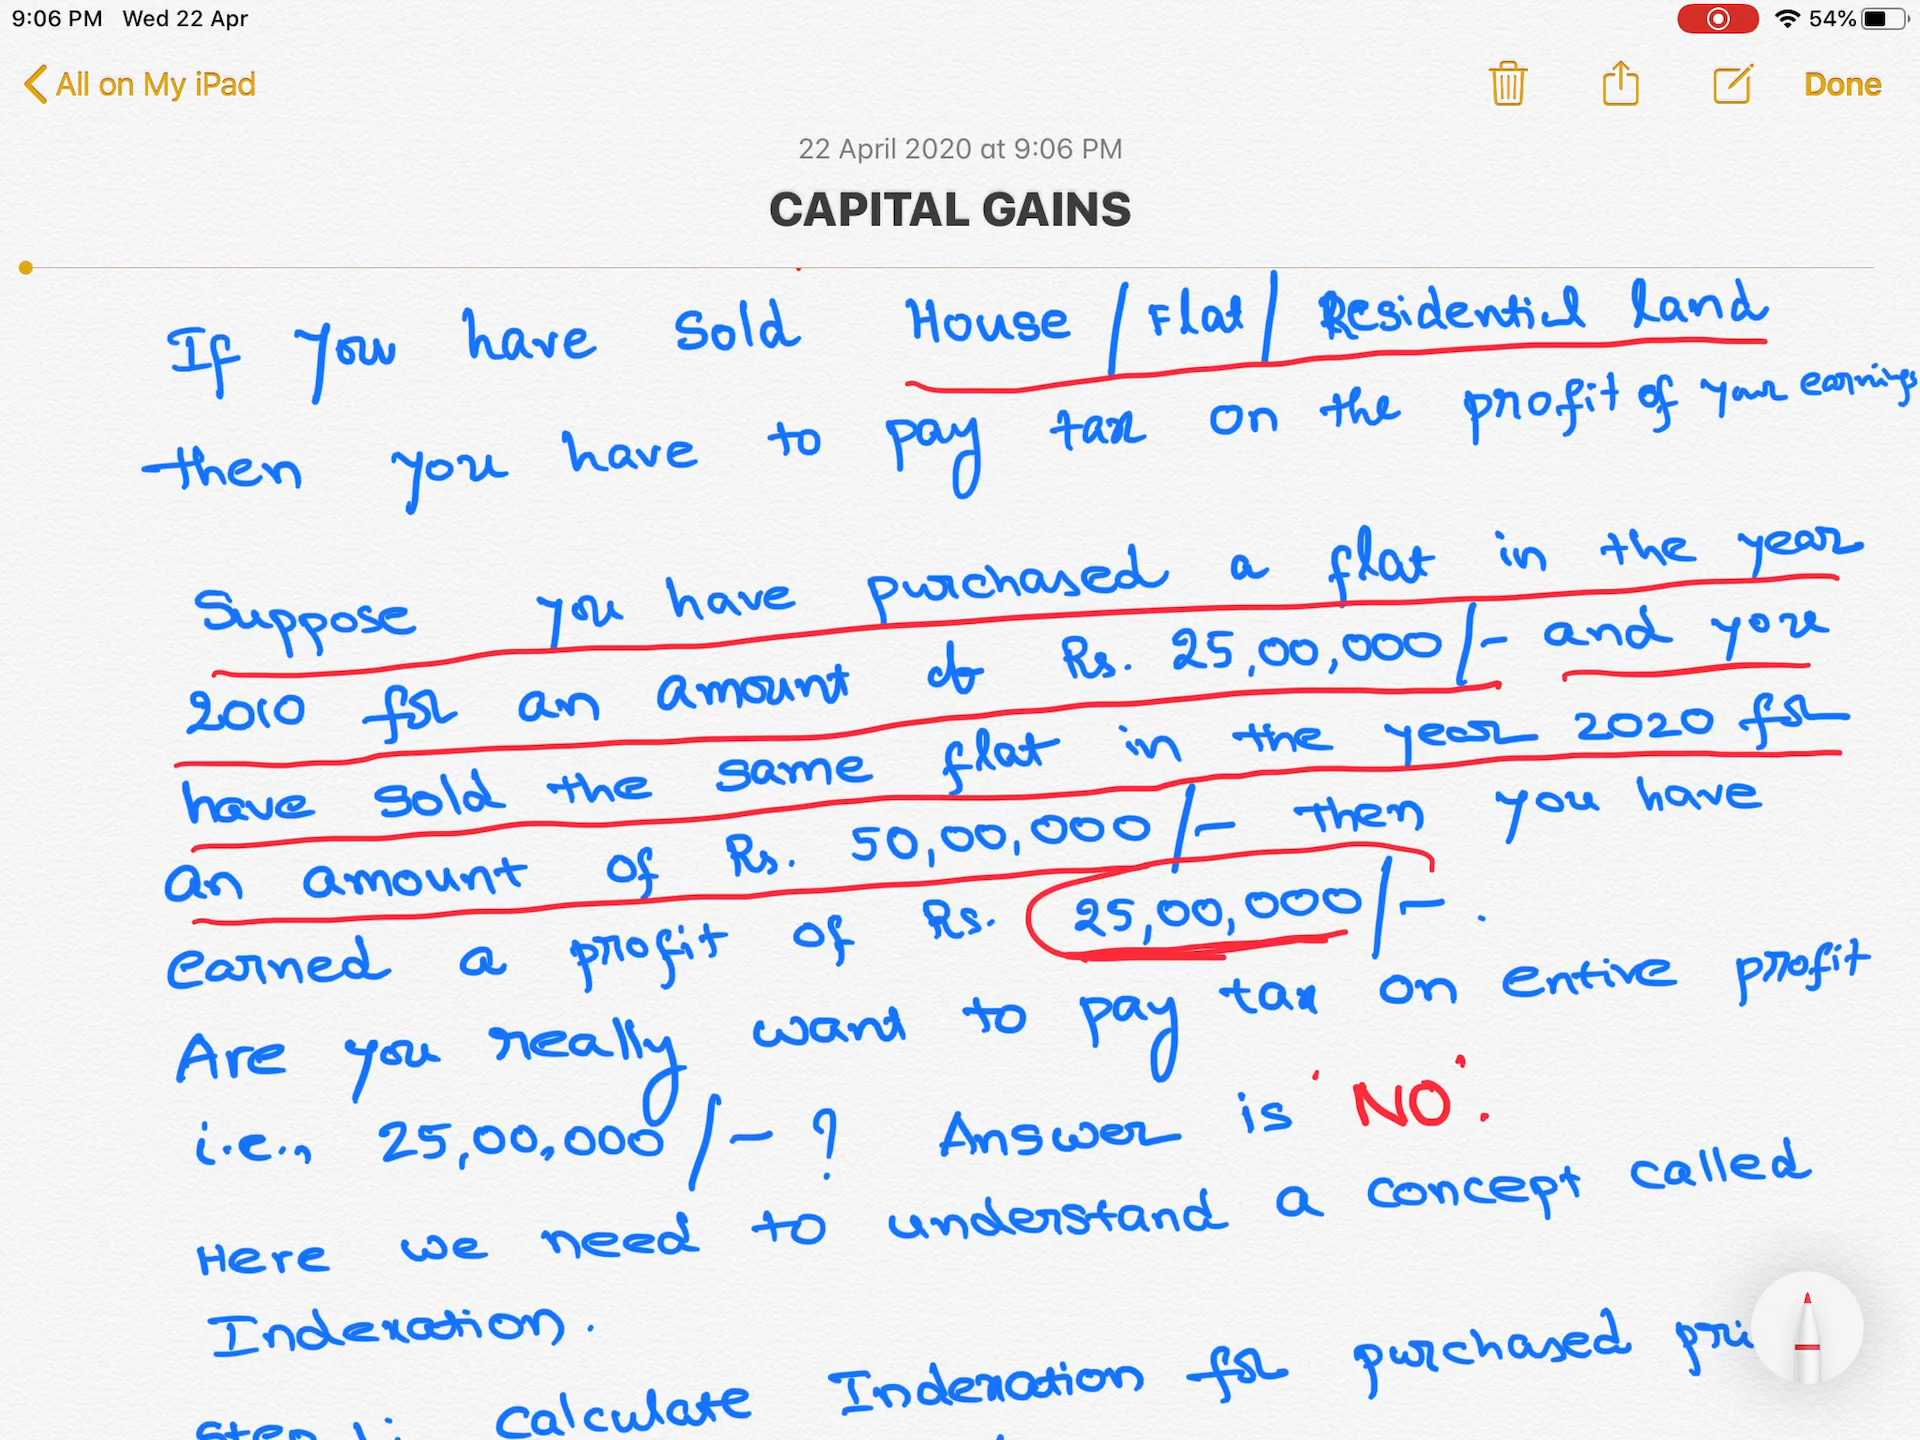 9:06 PM Wed 22 Apr
54%
All on My iPad
Done
22 April 2020 at 9:06 PM
CAPITAL GAINS
If you have sold House / Flat / Residential land
then you have to pay tax on the profit of your earnings
Suppose you have purchased a flat in the year
2010 for an amount of Rs. 25,00,000/- and you
have sold the same flat in the year 2020 for
an amount of Rs. 50,00,000/- then you have
earned a profit of Rs. 25,00,000/- .
Are you really want to pay tax on entire profit
i.e., 25,00,000/- ? Answer is 'NO'.
Here we need to understand a concept called
Indexation.
Step 1: Calculate Indexation for purchased pri